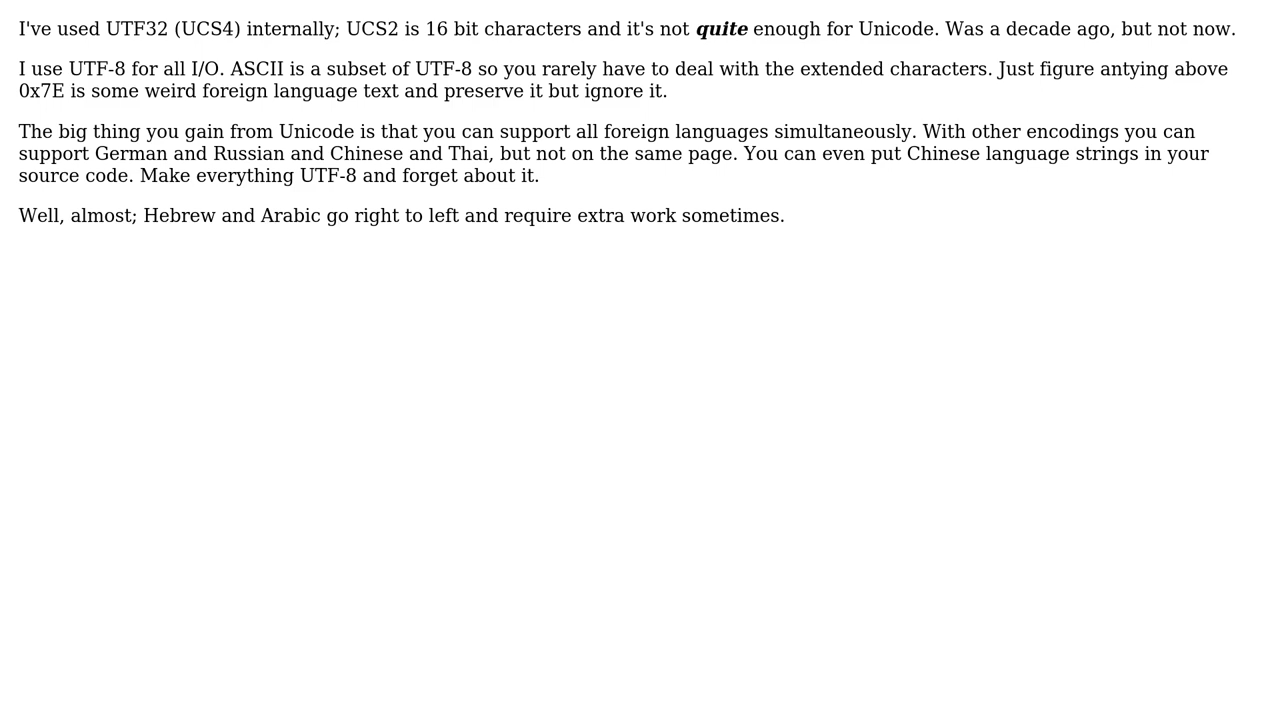 I've used UTF32 (UCS4) internally; UCS2 is 16 bit characters and it's not quite enough for Unicode. Was a decade ago, but not now.
I use UTF-8 for all I/O. ASCII is a subset of UTF-8 so you rarely have to deal with the extended characters. Just figure antying above
0x7E is some weird foreign language text and preserve it but ignore it.
The big thing you gain from Unicode is that you can support all foreign languages simultaneously. With other encodings you can
support German and Russian and Chinese and Thai, but not on the same page. You can even put Chinese language strings in your
source code. Make everything UTF-8 and forget about it.
Well, almost; Hebrew and Arabic go right to left and require extra work sometimes.